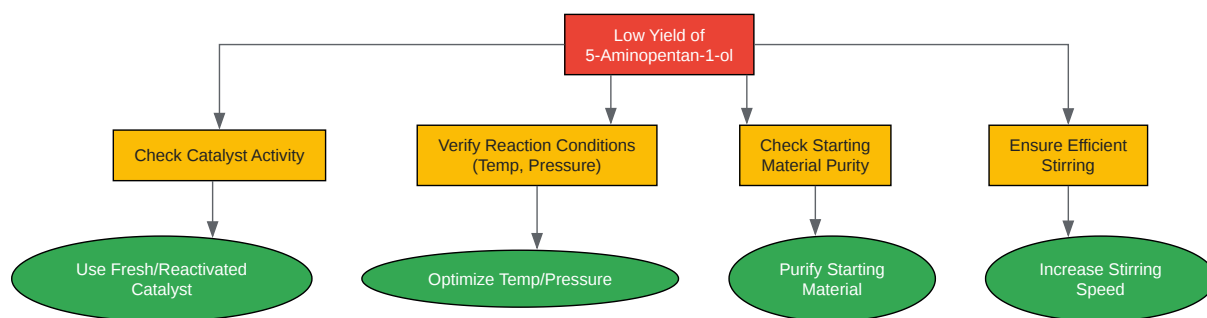 Low Yield of
5-Aminopentan-1-ol
Check Catalyst Activity
Verify Reaction Conditions
(Temp, Pressure)
Check Starting
Material Purity
Ensure Efficient
Stirring
Use Fresh/Reactivated
Catalyst
Optimize Temp/Pressure
Purify Starting
Material
Increase Stirring
Speed